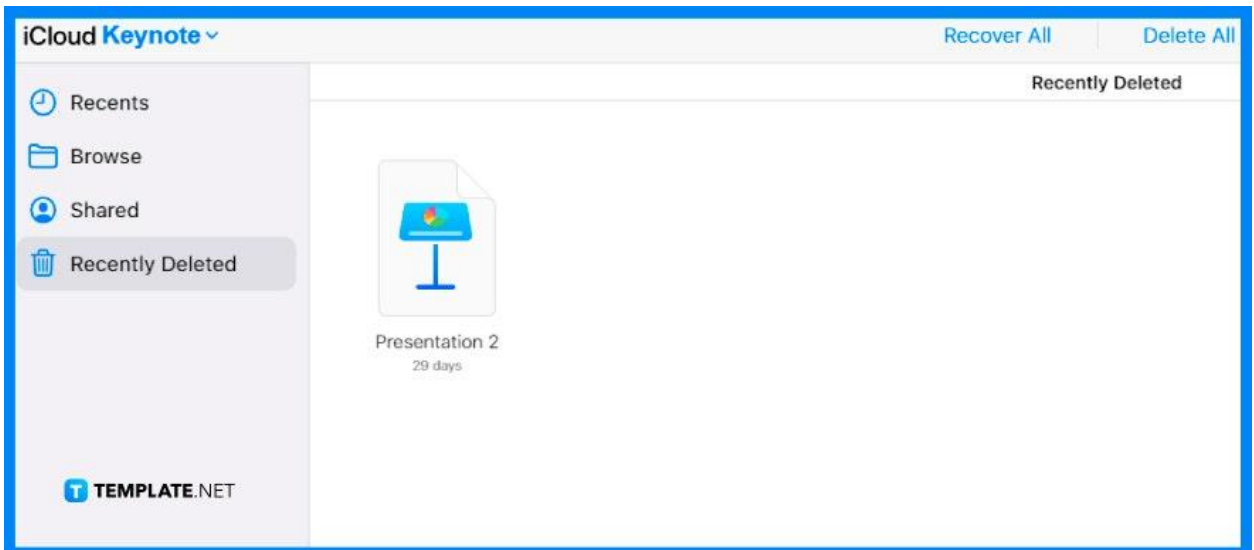 iCloud Keynote
Recover All
Delete All
Recently Deleted
Recents
Browse
Shared
Recently Deleted
Presentation 2
29 days
T TEMPLATE.NET